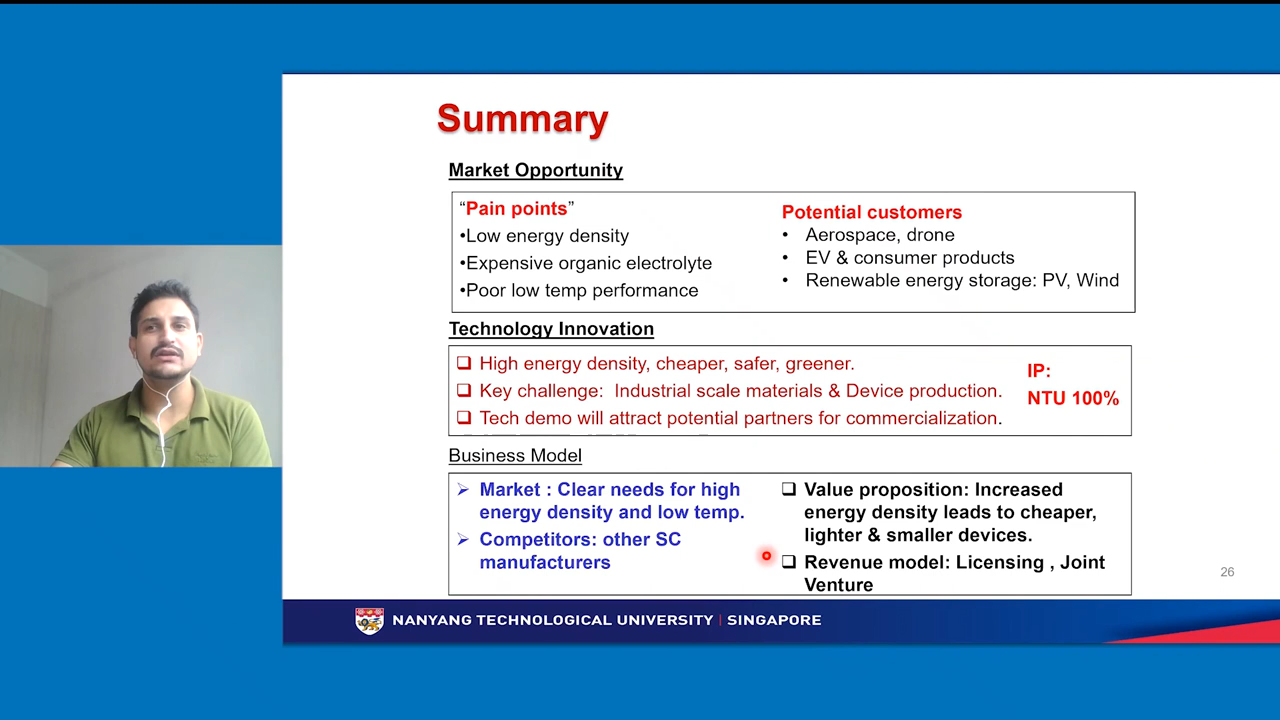 Summary
Market Opportunity
“Pain points”
•Low energy density
•Expensive organic electrolyte
•Poor low temp performance
Potential customers
• Aerospace, drone
• EV & consumer products
• Renewable energy storage: PV, Wind
Technology Innovation
❑ High energy density, cheaper, safer, greener.
❑ Key challenge: Industrial scale materials & Device production.
❑ Tech demo will attract potential partners for commercialization.
IP:
NTU 100%
Business Model
➢ Market : Clear needs for high
energy density and low temp.
➢ Competitors: other SC
manufacturers
❑ Value proposition: Increased
energy density leads to cheaper,
lighter & smaller devices.
❑ Revenue model: Licensing , Joint
Venture
26
NANYANG TECHNOLOGICAL UNIVERSITY | SINGAPORE